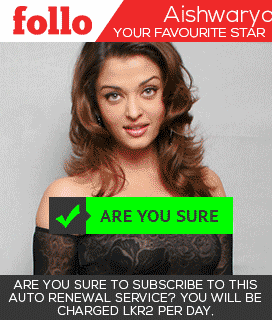 follo
Aishwarya
YOUR FAVOURITE STAR
ARE YOU SURE
ARE YOU SURE TO SUBSCRIBE TO THIS
AUTO RENEWAL SERVICE? YOU WILL BE
CHARGED LKR2 PER DAY.